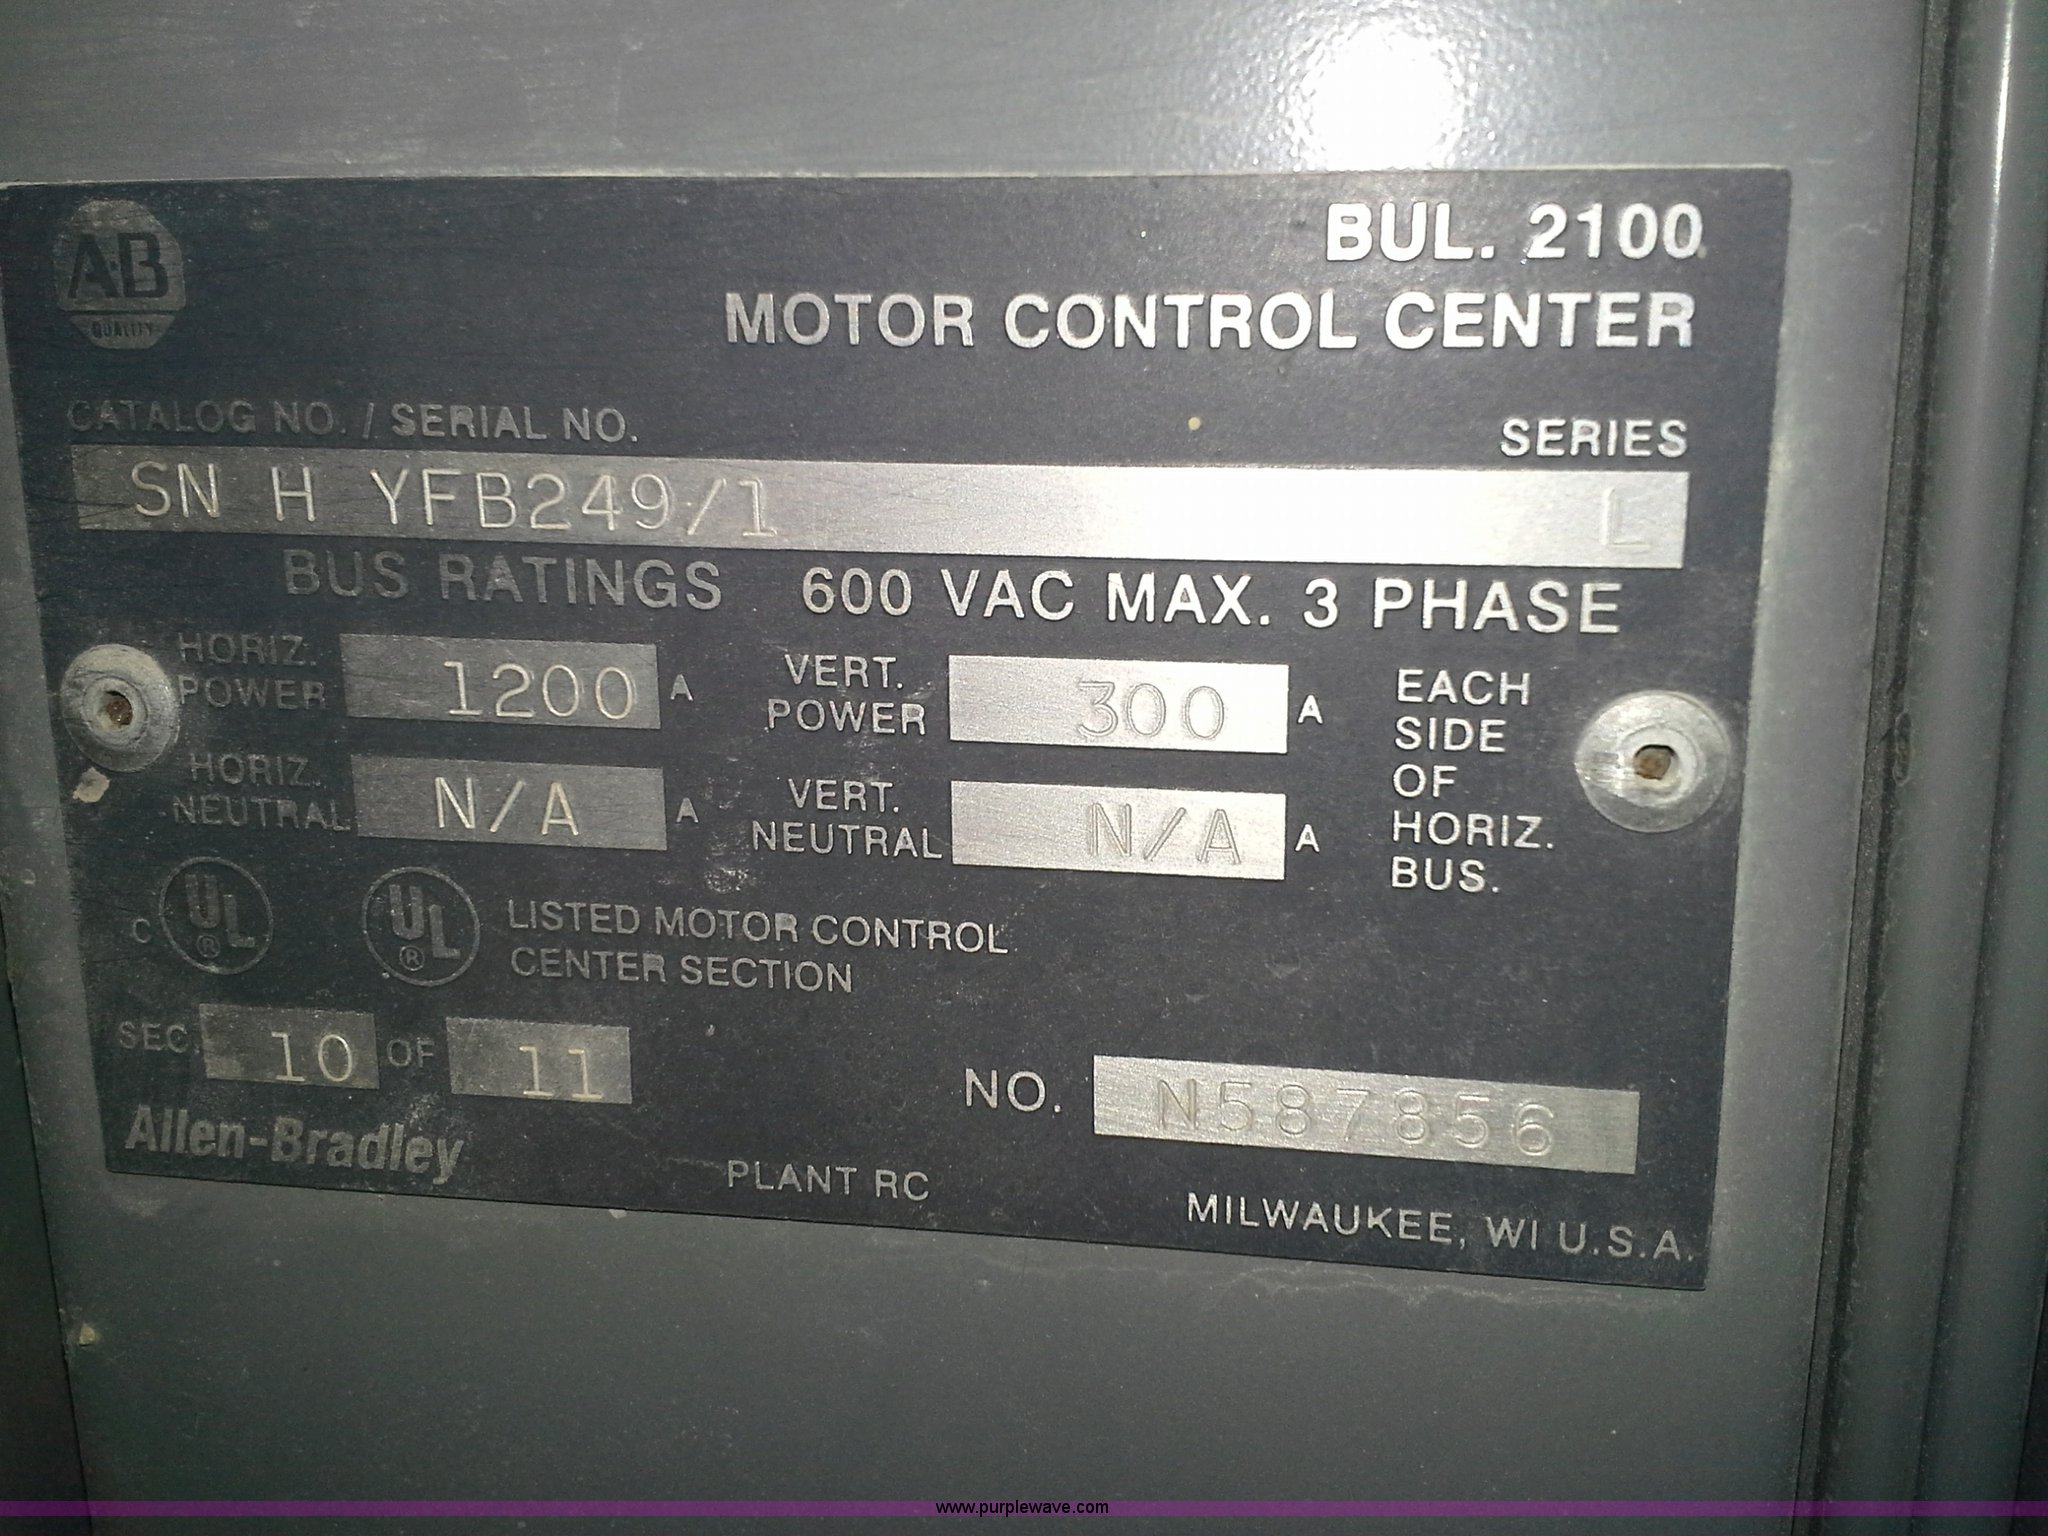 A-B
QUALITY
BUL. 2100
MOTOR CONTROL CENTER
CATALOG NO. / SERIAL NO.
SERIES
SN H YFB249/1
L
BUS RATINGS 600 VAC MAX. 3 PHASE
HORIZ. POWER 1200 A
VERT. POWER 300 A
HORIZ. NEUTRAL N/A A
VERT. NEUTRAL N/A A
EACH
SIDE
OF
HORIZ.
BUS.
C UL ® UL ®
LISTED MOTOR CONTROL
CENTER SECTION
SEC. 10 OF 11
NO. N587856
Allen-Bradley
PLANT RC
MILWAUKEE, WI U.S.A.
www.purplewave.com